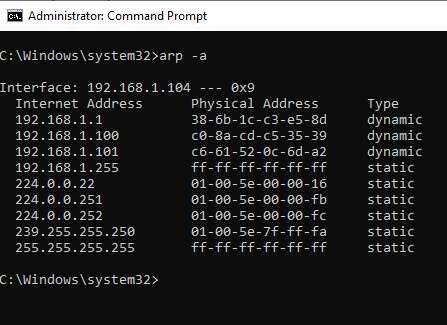 Administrator: Command Prompt
C:\Windows\system32>arp -a
Interface: 192.168.1.104 --- 0x9
Internet Address Physical Address Type
192.168.1.1 38-6b-1c-c3-e5-8d dynamic
192.168.1.100 c0-8a-cd-c5-35-39 dynamic
192.168.1.101 c6-61-52-0c-6d-a2 dynamic
192.168.1.255 ff-ff-ff-ff-ff-ff static
224.0.0.22 01-00-5e-00-00-16 static
224.0.0.251 01-00-5e-00-00-fb static
224.0.0.252 01-00-5e-00-00-fc static
239.255.255.250 01-00-5e-7f-ff-fa static
255.255.255.255 ff-ff-ff-ff-ff-ff static
C:\Windows\system32>